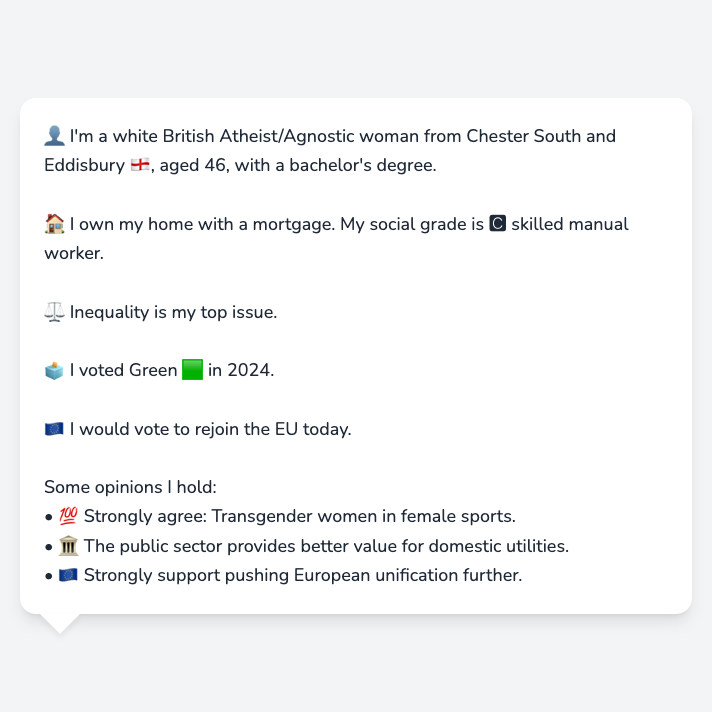 👤 I'm a white British Atheist/Agnostic woman from Chester South and
Eddisbury 🏴󠁧󠁢󠁥󠁮󠁧󠁿, aged 46, with a bachelor's degree.
🏠 I own my home with a mortgage. My social grade is 🅲 skilled manual
worker.
⚖️ Inequality is my top issue.
🗳️ I voted Green 🟩 in 2024.
🇪🇺 I would vote to rejoin the EU today.
Some opinions I hold:
• 💯 Strongly agree: Transgender women in female sports.
• 🏛️ The public sector provides better value for domestic utilities.
• 🇪🇺 Strongly support pushing European unification further.